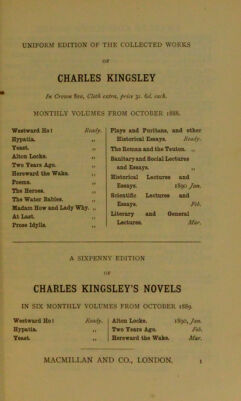 UNIFORM EDITION OF THE COLLECTED WORKS
OF
CHARLES KINGSLEY
In Crown 8vo, Cloth extra, price 3s. 6d. each.
MONTHLY VOLUMES FROM OCTOBER 1888.
Westward Ho! Ready.
Hypatia. „
Yeast. „
Alton Locke. „
Two Years Ago. „
Hereward the Wake. „
Poems. „
The Heroes. „
The Water Babies. „
Madam How and Lady Why. „
At Last. „
Prose Idylls. „
Plays and Puritans, and other
Historical Essays. Ready.
The Roman and the Teuton. „
Sanitary and Social Lectures
and Essays. „
Historical Lectures and
Essays. 1890 Jan.
Scientific Lectures and
Essays. Feb.
Literary and General
Lectures. Mar.
A SIXPENNY EDITION
OF
CHARLES KINGSLEY'S NOVELS
IN SIX MONTHLY VOLUMES FROM OCTOBER 1889.
Westward Ho! Ready.
Hypatia. „
Yeast. „
Alton Locke. 1890, Jan.
Two Years Ago. Feb.
Hereward the Wake. Mar.
MACMILLAN AND CO., LONDON. 1